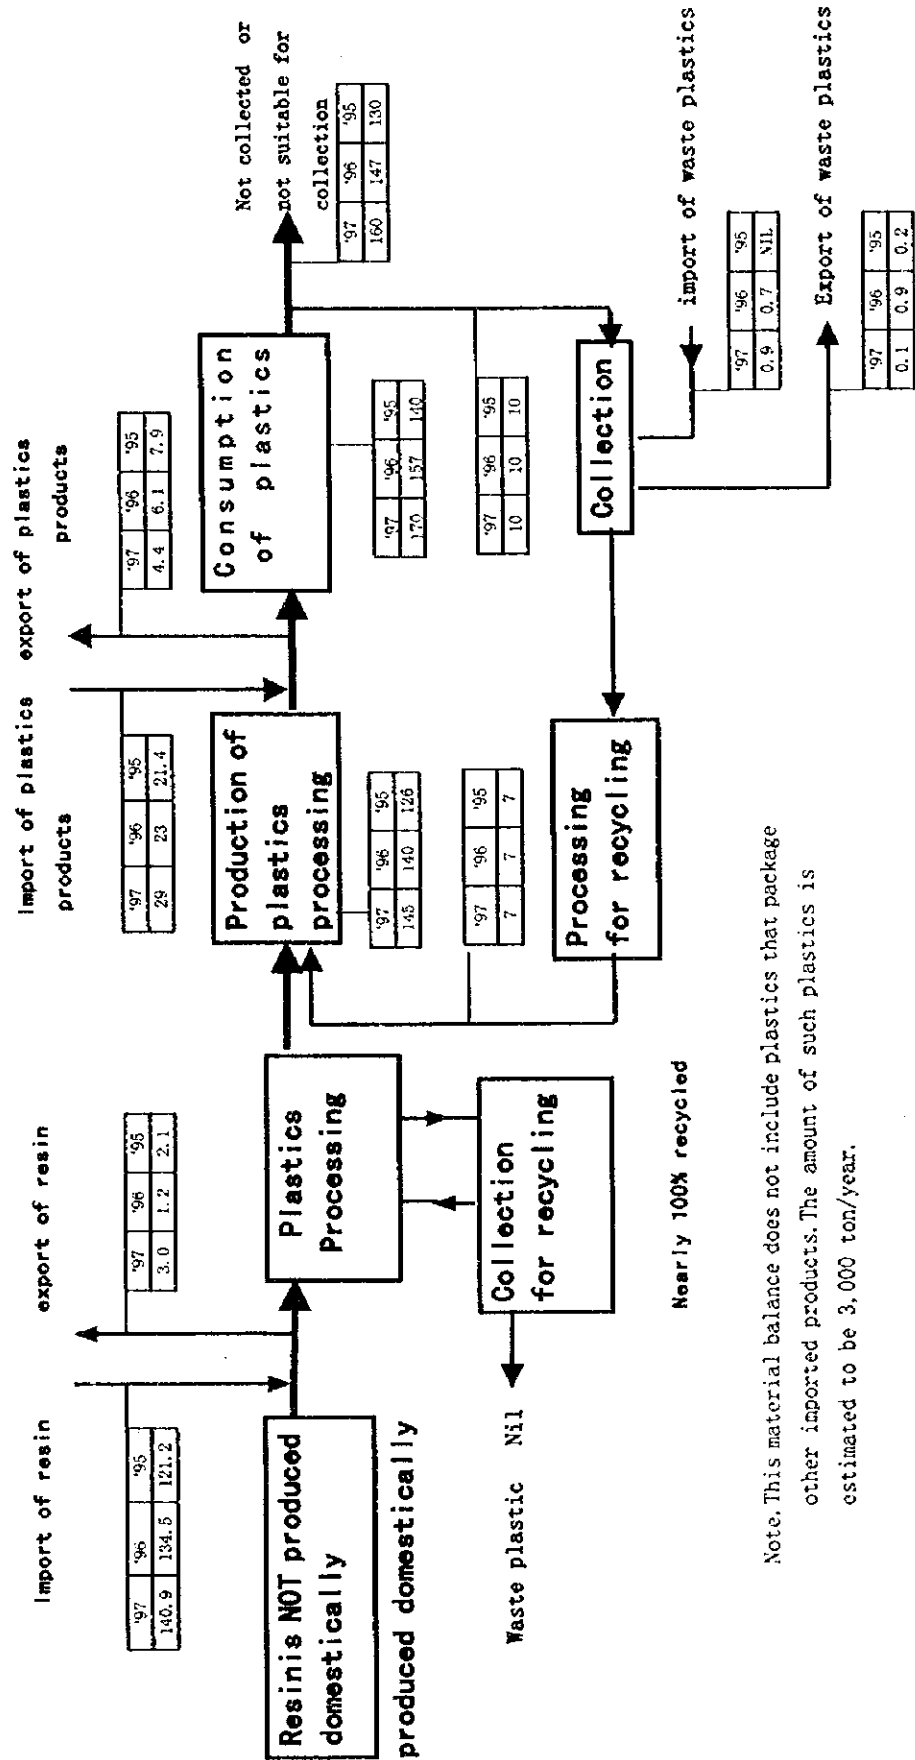 Import of resin
'97 '96 '95
140.9 134.5 121.2
export of resin
'97 '96 '95
3.0 1.2 2.1
Import of plastics
products
'97 '96 '95
29 23 21.4
export of plastics
products
'97 '96 '95
4.4 6.1 7.9
Resinis NOT produced
domestically
produced domestically
Plastics
Processing
Production of
plastics
processing
'97 '96 '95
145 140 126
Consumption
of plastics
'97 '96 '95
170 157 140
Not collected or
not suitable for
collection
'97 '96 '95
160 147 130
'97 '96 '95
7 7 7
'97 '96 '95
10 10 10
Collection
for recycling
Waste plastic Nil
Nearly 100% recycled
Processing
for recycling
Collection
import of waste plastics
'97 '96 '95
0.9 0.7 NIL
Export of waste plastics
'97 '96 '95
0.1 0.9 0.2
Note. This material balance does not include plastics that package
other imported products. The amount of such plastics is
estimated to be 3,000 ton/year.